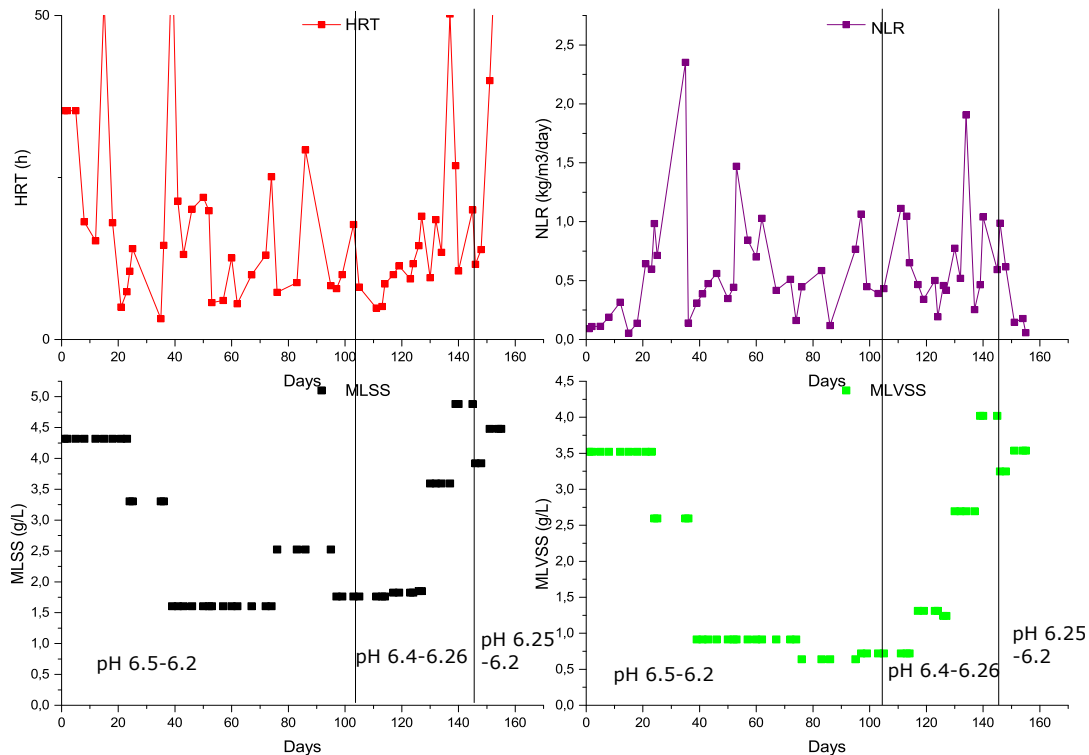 50
HRT
25
0
HRT (h)
0 20 40 60 80 100 120 140 160
Days
NLR
2,5
2,0
1,5
1,0
0,5
0,0
NLR (kg/m3/day)
0 20 40 60 80 100 120 140 160
Days
MLSS
5,0
4,5
4,0
3,5
3,0
2,5
2,0
1,5
1,0
0,5
0,0
MLSS (g/L)
pH 6.5-6.2
pH 6.4-6.26
pH 6.25
-6.2
0 20 40 60 80 100 120 140 160
Days
MLVSS
4,5
4,0
3,5
3,0
2,5
2,0
1,5
1,0
0,5
0,0
MLVSS (g/L)
pH 6.5-6.2
pH 6.4-6.26
pH 6.25
-6.2
0 20 40 60 80 100 120 140 160
Days